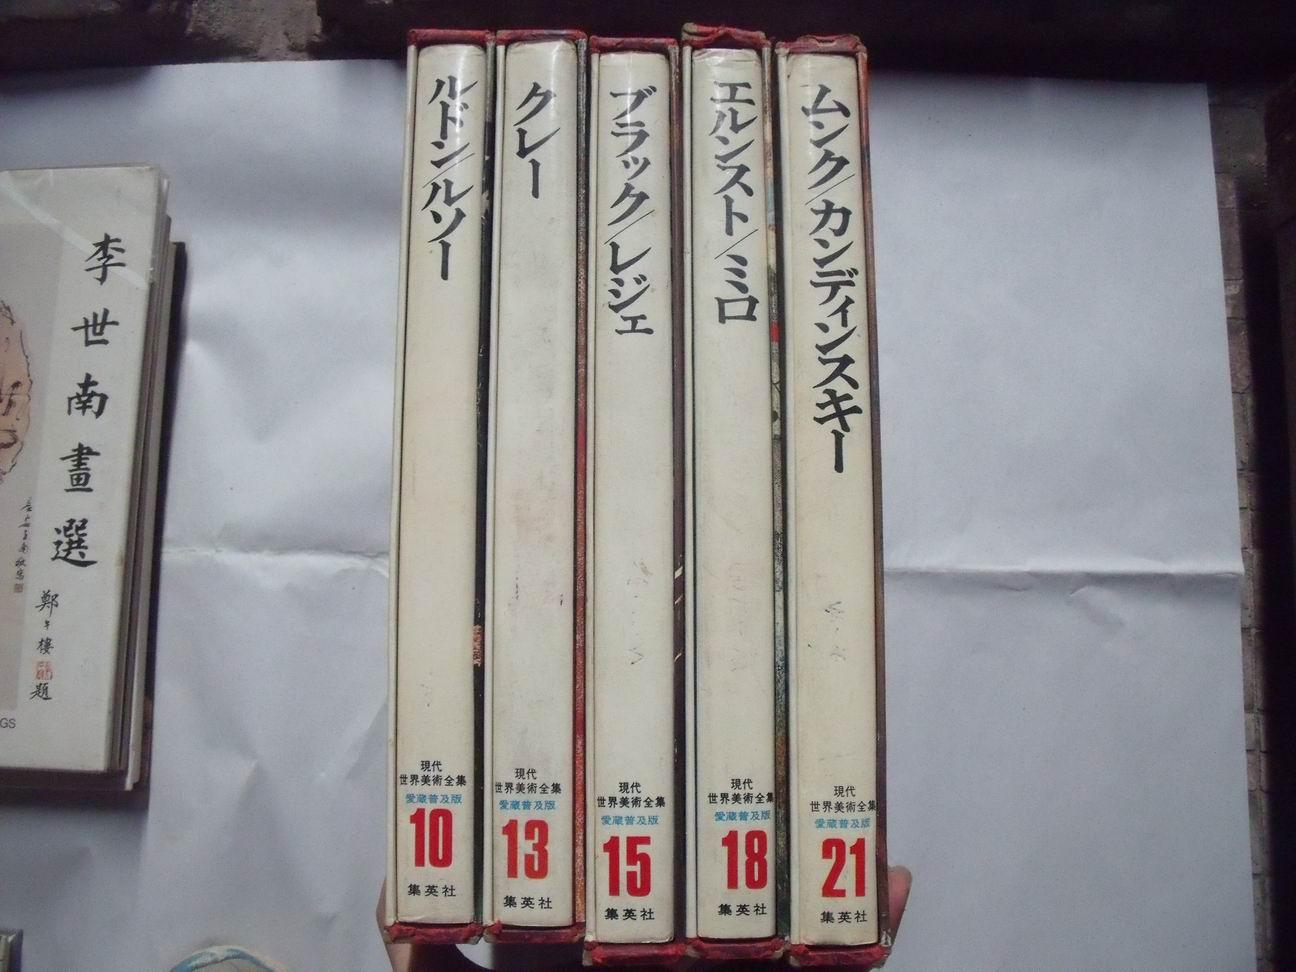 李世南畫選
鄭
樓
題
GS
ルドン/ルソー
現代
世界美術全集
愛蔵普及版
10
集英社
クレー
現代
世界美術全集
愛蔵普及版
13
集英社
ブラック/レジェ
現代
世界美術全集
愛蔵普及版
15
集英社
エルンスト/ミロ
現代
世界美術全集
愛蔵普及版
18
集英社
ムンク/カンディンスキー
現代
世界美術全集
愛蔵普及版
21
集英社